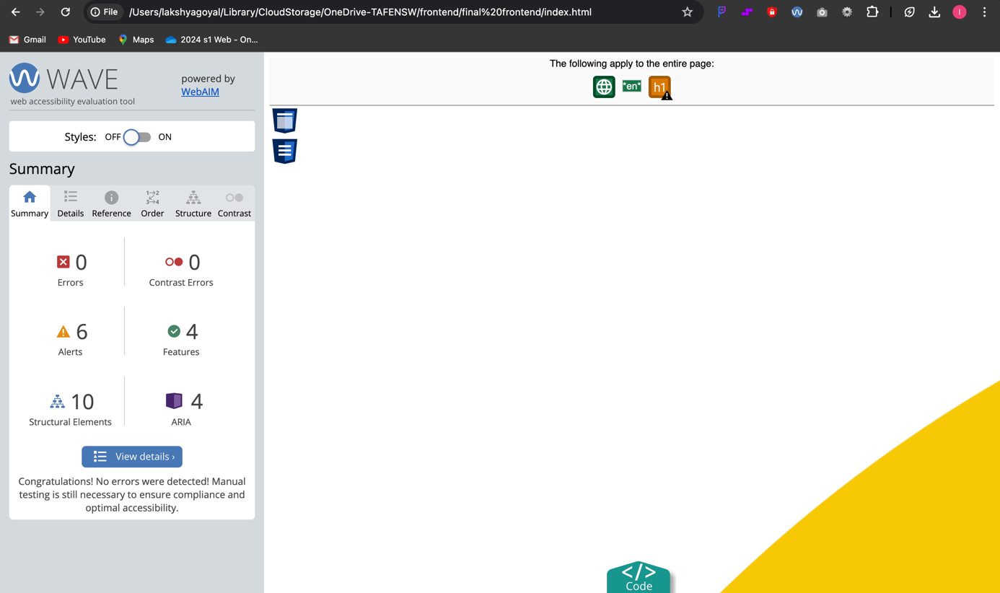 File
/Users/lakshyagoyal/Library/CloudStorage/OneDrive-TAFENSW/frontend/final%20frontend/index.html
Gmail
YouTube
Maps
2024 s1 Web - On...
WAVE
web accessibility evaluation tool
powered by
WebAIM
Styles: OFF ON
Summary
Summary Details Reference Order Structure Contrast
0
Errors
0
Contrast Errors
6
Alerts
4
Features
10
Structural Elements
4
ARIA
View details ›
Congratulations! No errors were detected! Manual
testing is still necessary to ensure compliance and
optimal accessibility.
The following apply to the entire page:
*en*
h1
</>
Code